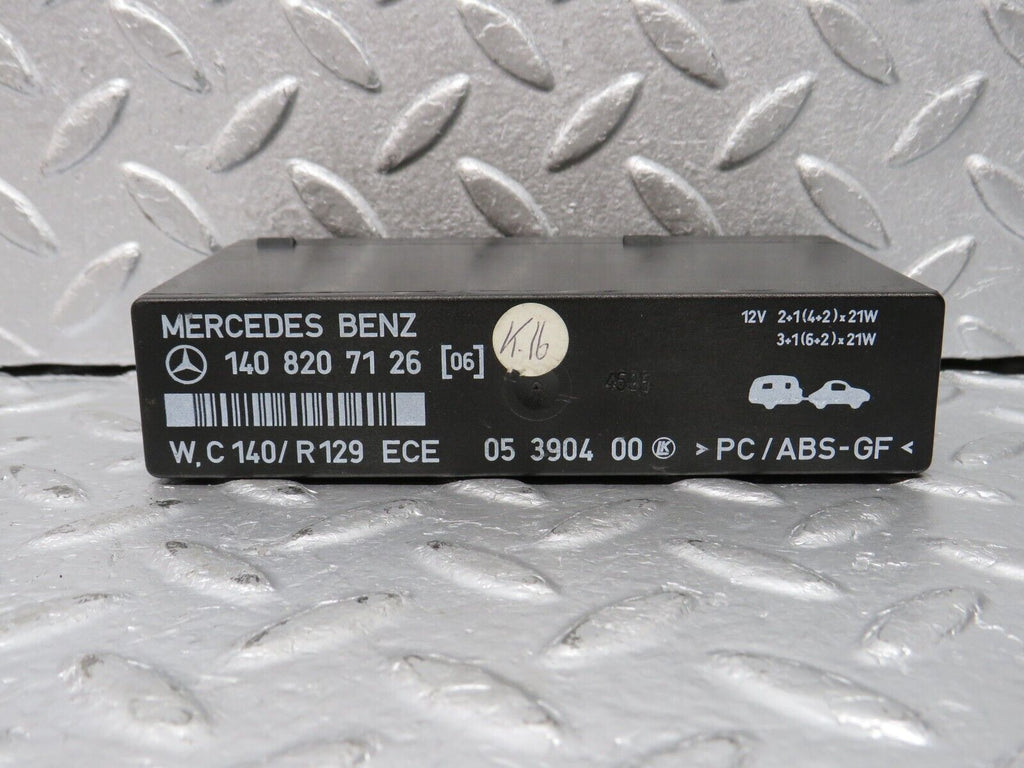 MERCEDES BENZ
140 820 71 26 [06]
W, C 140/ R129 ECE
K.16
12V 2+1(4+2)x21W
3+1(6+2)x21W
05 3904 00 LK >PC/ABS-GF<